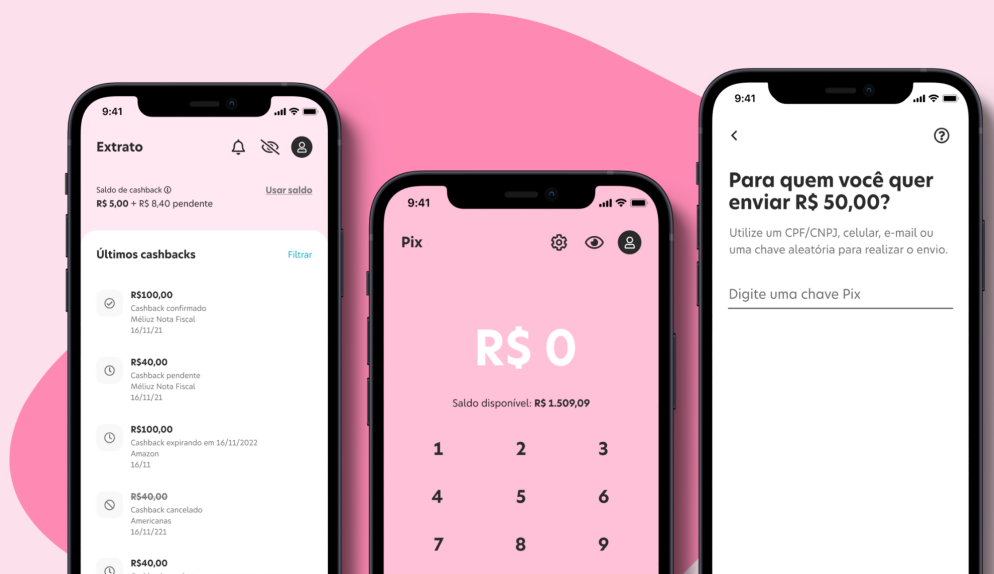 9:41
Extrato
Saldo de cashback
Usar saldo
R$ 5,00 + R$ 8,40 pendente
Últimos cashbacks
Filtrar
R$100,00
Cashback confirmado
Méliuz Nota Fiscal
16/11/21
R$40,00
Cashback pendente
Méliuz Nota Fiscal
16/11/21
R$100,00
Cashback expirando em 16/11/2022
Amazon
16/11
R$40,00
Cashback cancelado
Americanas
16/11/221
R$40,00
9:41
Pix
R$ 0
Saldo disponível: R$ 1.509,09
1 2 3
4 5 6
7 8 9
9:41
Para quem você quer
enviar R$ 50,00?
Utilize um CPF/CNPJ, celular, e-mail ou
uma chave aleatória para realizar o envio.
Digite uma chave Pix